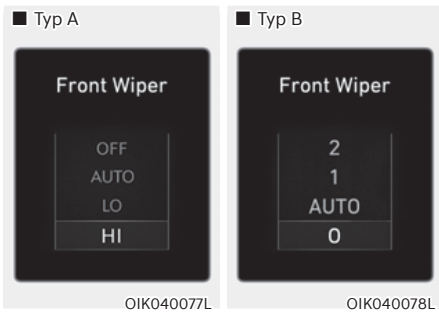 ■ Typ A
Front Wiper
OFF
AUTO
LO
HI
OIK040077L
■ Typ B
Front Wiper
2
1
AUTO
0
OIK040078L